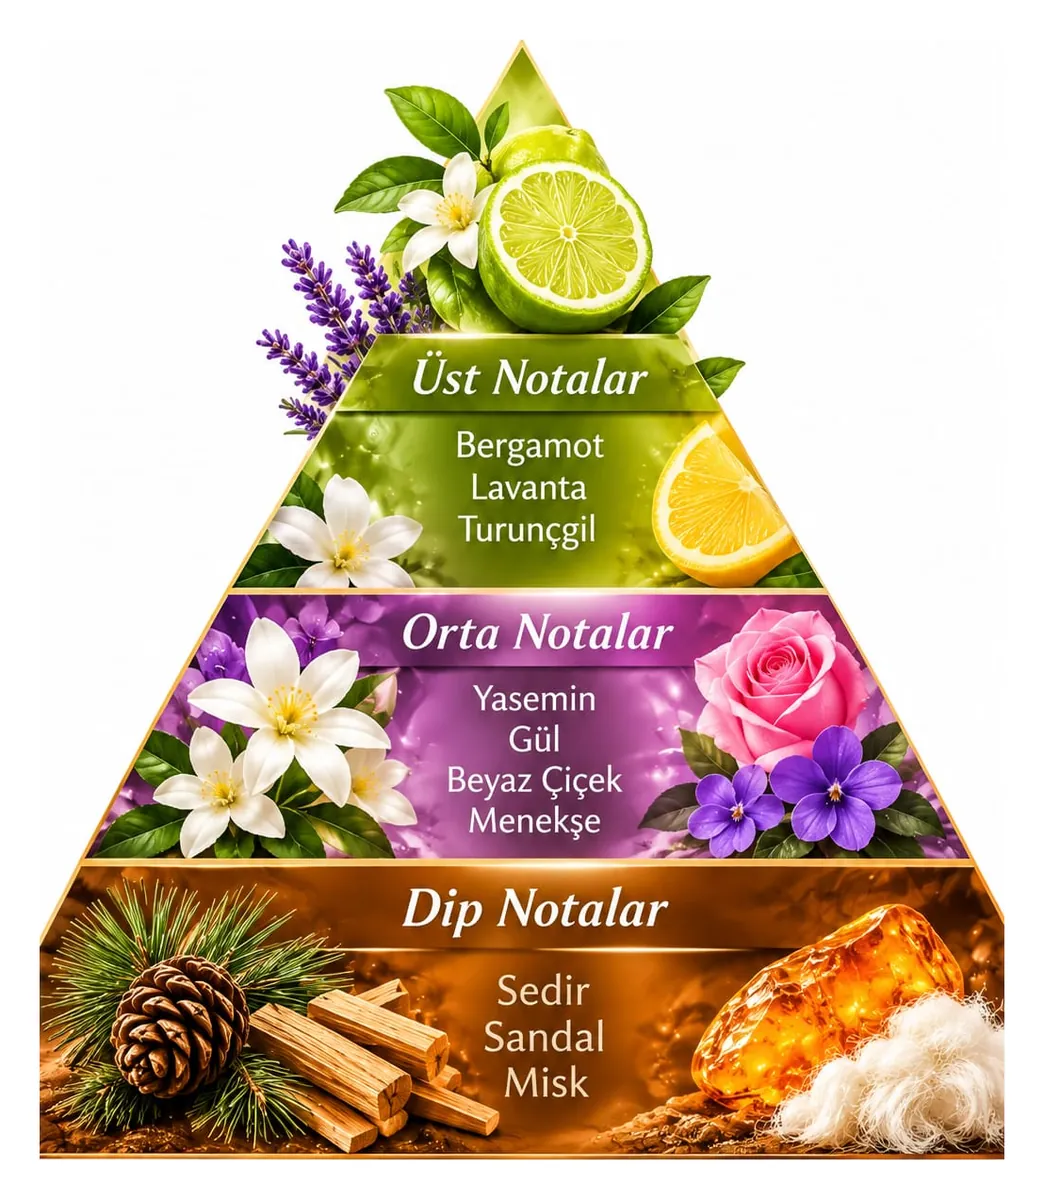 Üst Notalar
Bergamot
Lavanta
Turunçgil
Orta Notalar
Yasemin
Gül
Beyaz Çiçek
Menekşe
Dip Notalar
Sedir
Sandal
Misk